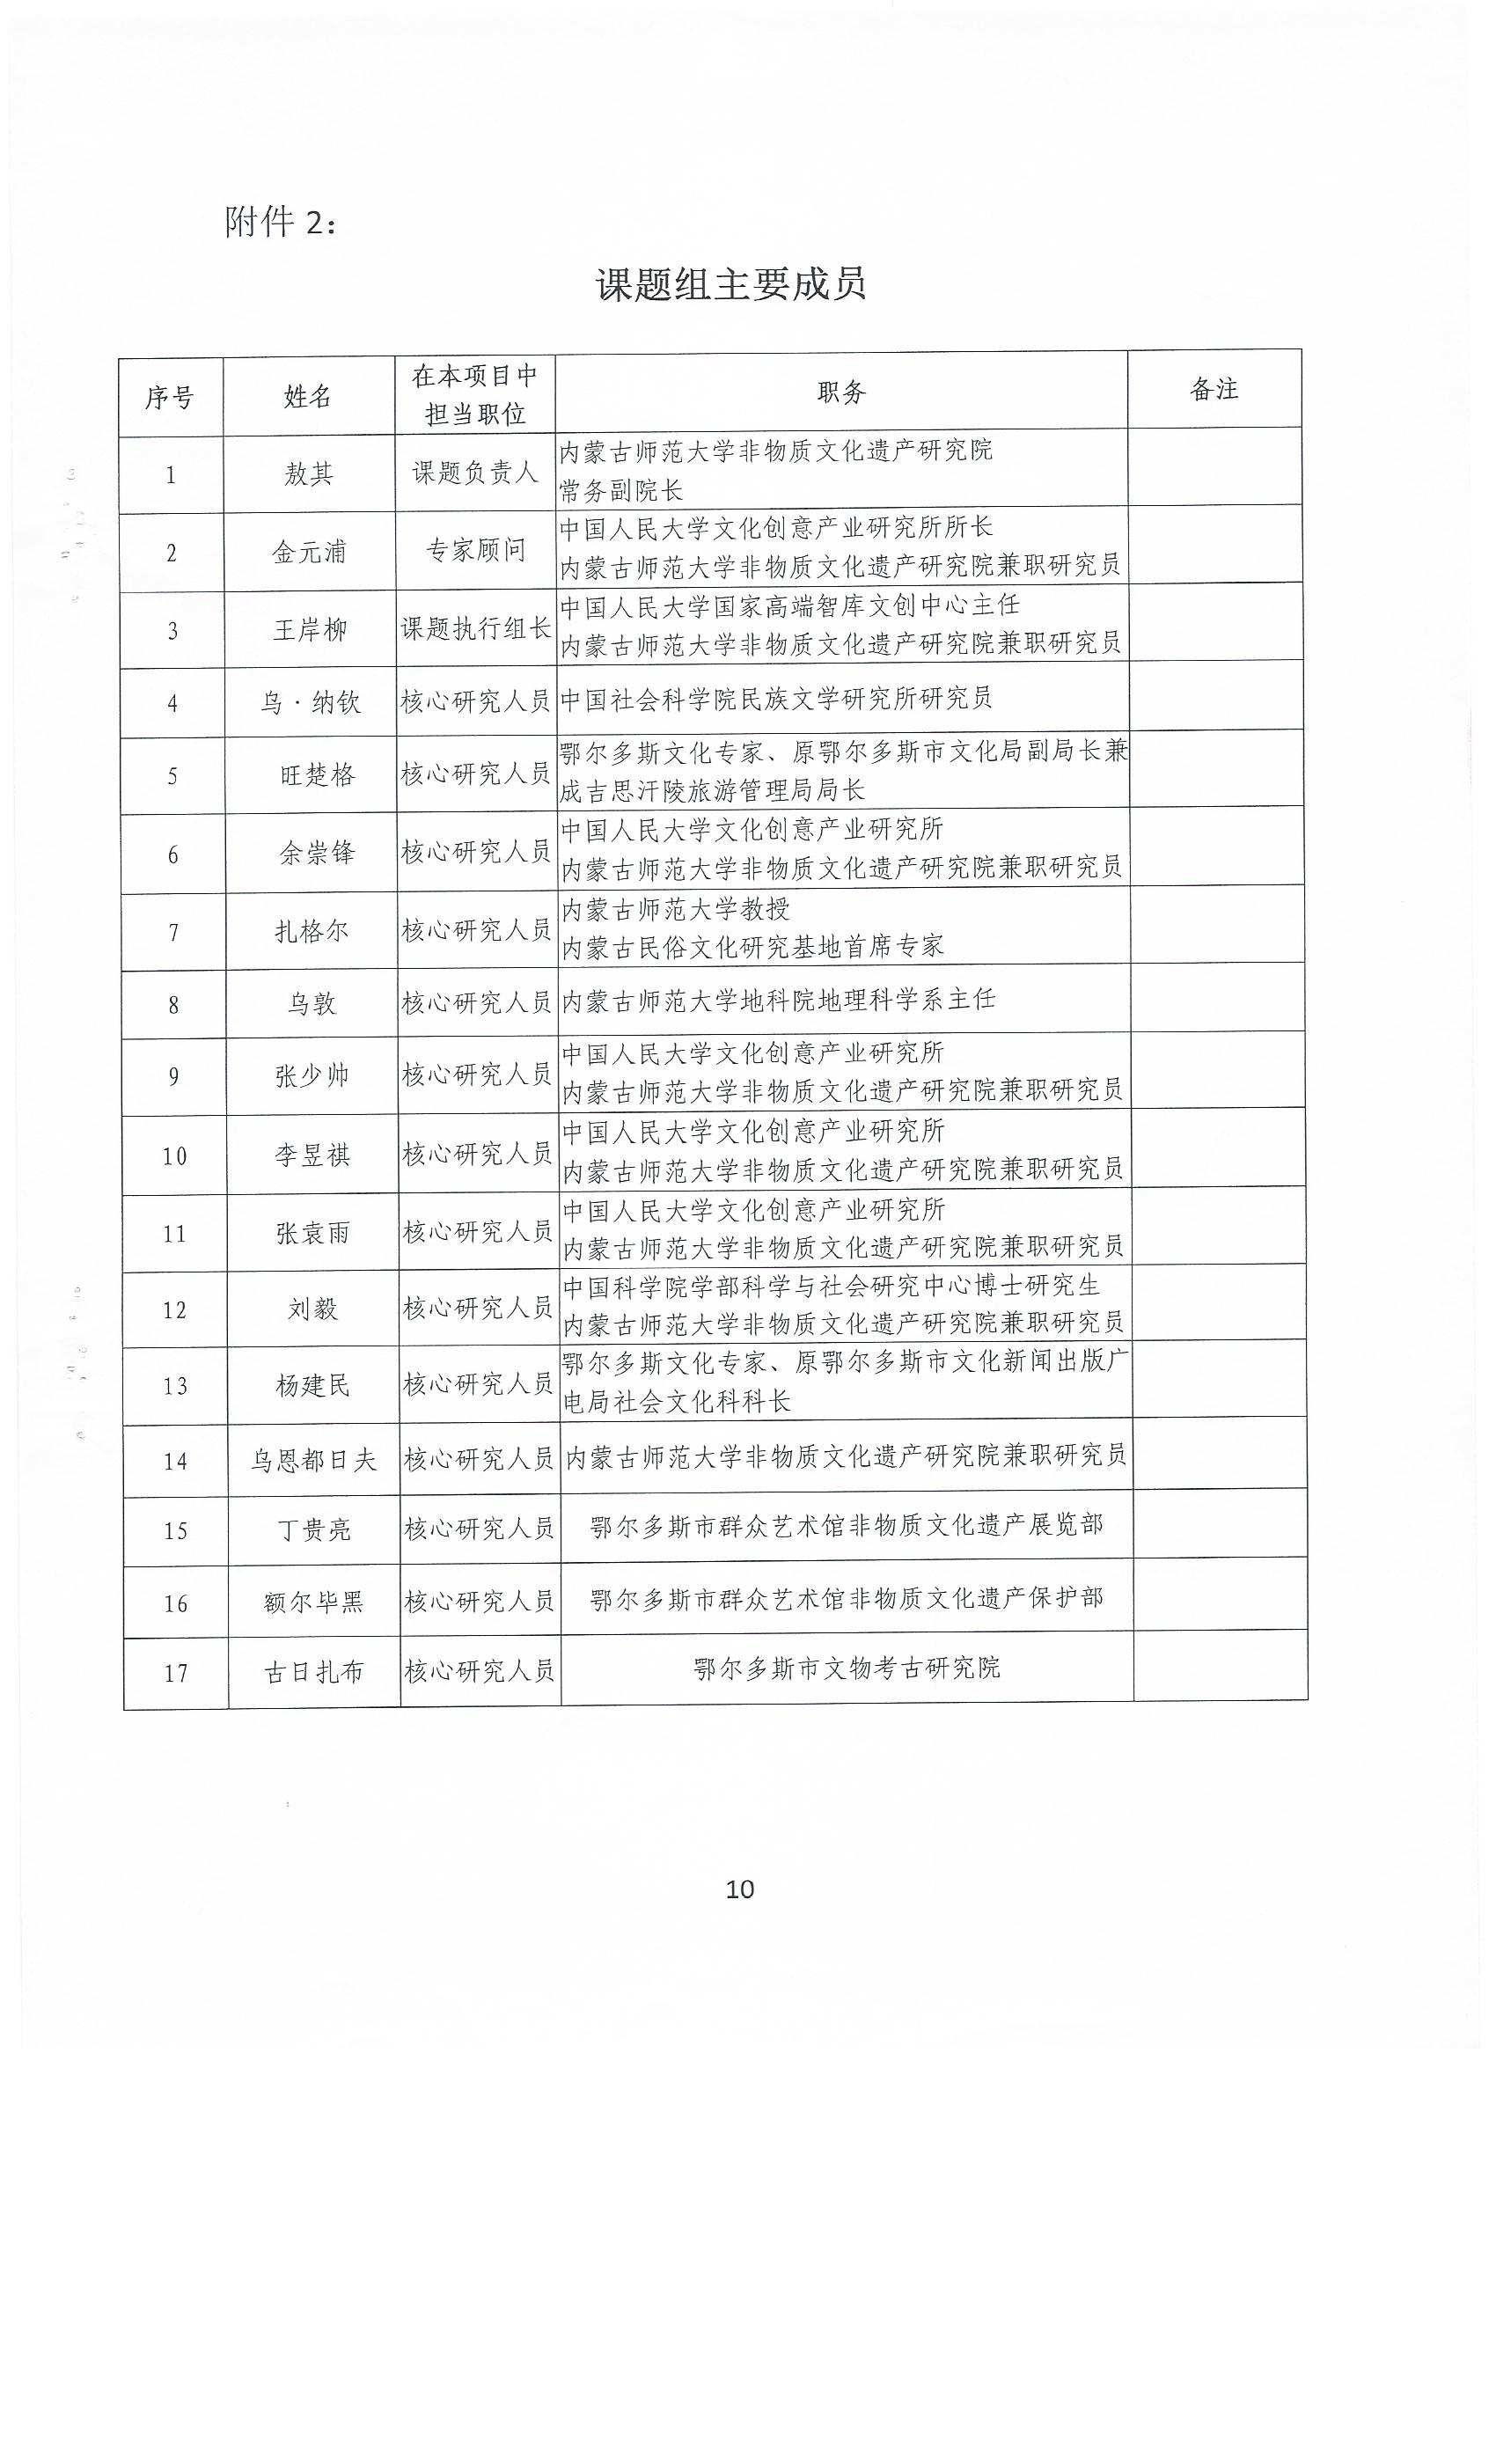 附件 2：
课题组主要成员
序号 姓名 在本项目中担当职位 职务 备注
1 敖其 课题负责人 内蒙古师范大学非物质文化遗产研究院
常务副院长
2 金元浦 专家顾问 中国人民大学文化创意产业研究所所长
内蒙古师范大学非物质文化遗产研究院兼职研究员
3 王岸柳 课题执行组长 中国人民大学国家高端智库文创中心主任
内蒙古师范大学非物质文化遗产研究院兼职研究员
4 乌·纳钦 核心研究人员 中国社会科学院民族文学研究所研究员
5 旺楚格 核心研究人员 鄂尔多斯文化专家、原鄂尔多斯市文化局副局长兼
成吉思汗陵旅游管理局局长
6 余崇锋 核心研究人员 中国人民大学文化创意产业研究所
内蒙古师范大学非物质文化遗产研究院兼职研究员
7 扎格尔 核心研究人员 内蒙古师范大学教授
内蒙古民俗文化研究基地首席专家
8 乌敦 核心研究人员 内蒙古师范大学地科院地理科学系主任
9 张少帅 核心研究人员 中国人民大学文化创意产业研究所
内蒙古师范大学非物质文化遗产研究院兼职研究员
10 李昱祺 核心研究人员 中国人民大学文化创意产业研究所
内蒙古师范大学非物质文化遗产研究院兼职研究员
11 张袁雨 核心研究人员 中国人民大学文化创意产业研究所
内蒙古师范大学非物质文化遗产研究院兼职研究员
12 刘毅 核心研究人员 中国科学院学部科学与社会研究中心博士研究生
内蒙古师范大学非物质文化遗产研究院兼职研究员
13 杨建民 核心研究人员 鄂尔多斯文化专家、原鄂尔多斯市文化新闻出版广
电局社会文化科科长
14 乌恩都日夫 核心研究人员 内蒙古师范大学非物质文化遗产研究院兼职研究员
15 丁贵亮 核心研究人员 鄂尔多斯市群众艺术馆非物质文化遗产展览部
16 额尔毕黑 核心研究人员 鄂尔多斯市群众艺术馆非物质文化遗产保护部
17 古日扎布 核心研究人员 鄂尔多斯市文物考古研究院
10